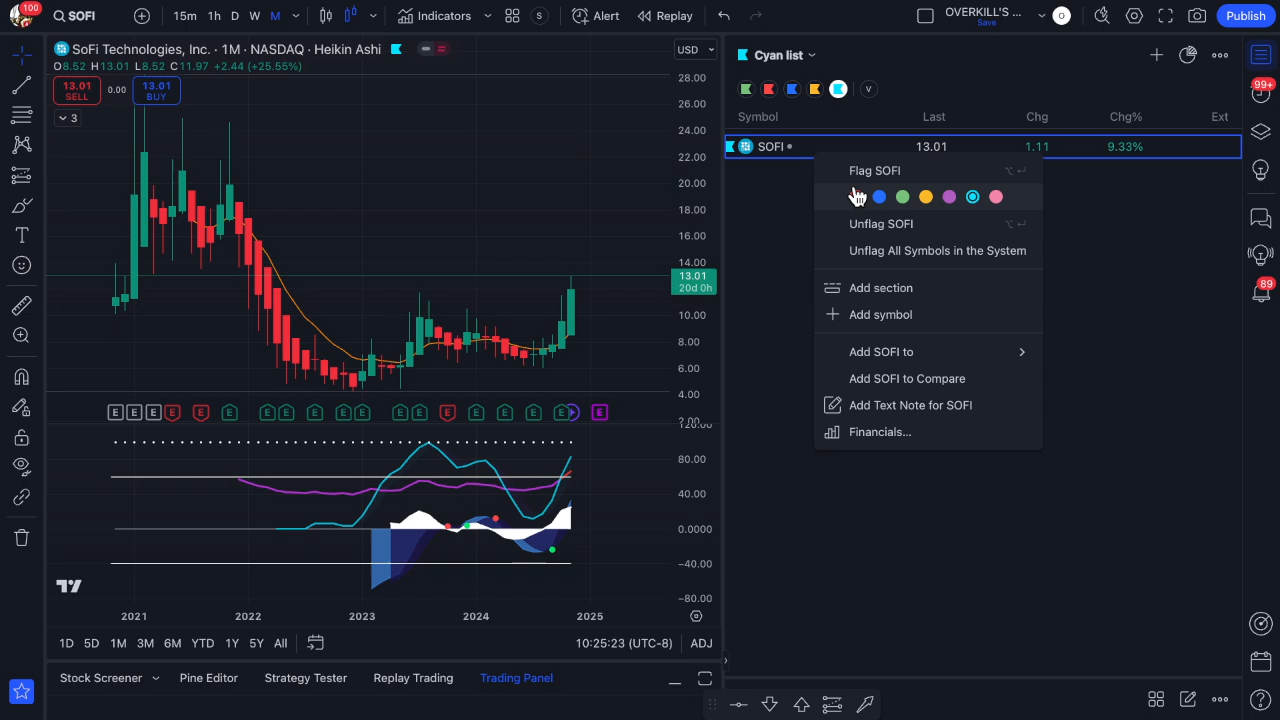 100
SOFI
15m 1h D W M
Indicators
S
Alert
Replay
OVERKILL'S ...
Save
O
Publish
SoFi Technologies, Inc. · 1M · NASDAQ · Heikin Ashi
USD
O8.52 H13.01 L8.52 C11.97 +2.44 (+25.55%)
13.01 SELL
0.00
13.01 BUY
3
28.00
26.00
24.00
22.00
20.00
18.00
16.00
14.00
13.01
20d 0h
10.00
8.00
6.00
4.00
2.00
120.00
80.00
40.00
0.0000
−40.00
−80.00
E E E E E E E E E E E E E E E E E E E
2021 2022 2023 2024 2025
1D 5D 1M 3M 6M YTD 1Y 5Y All
10:25:23 (UTC-8) ADJ
Stock Screener Pine Editor Strategy Tester Replay Trading Trading Panel
Cyan list
V
Symbol Last Chg Chg% Ext
SOFI 13.01 1.11 9.33%
Flag SOFI
Unflag SOFI
Unflag All Symbols in the System
Add section
Add symbol
Add SOFI to
Add SOFI to Compare
Add Text Note for SOFI
Financials...
99+
89